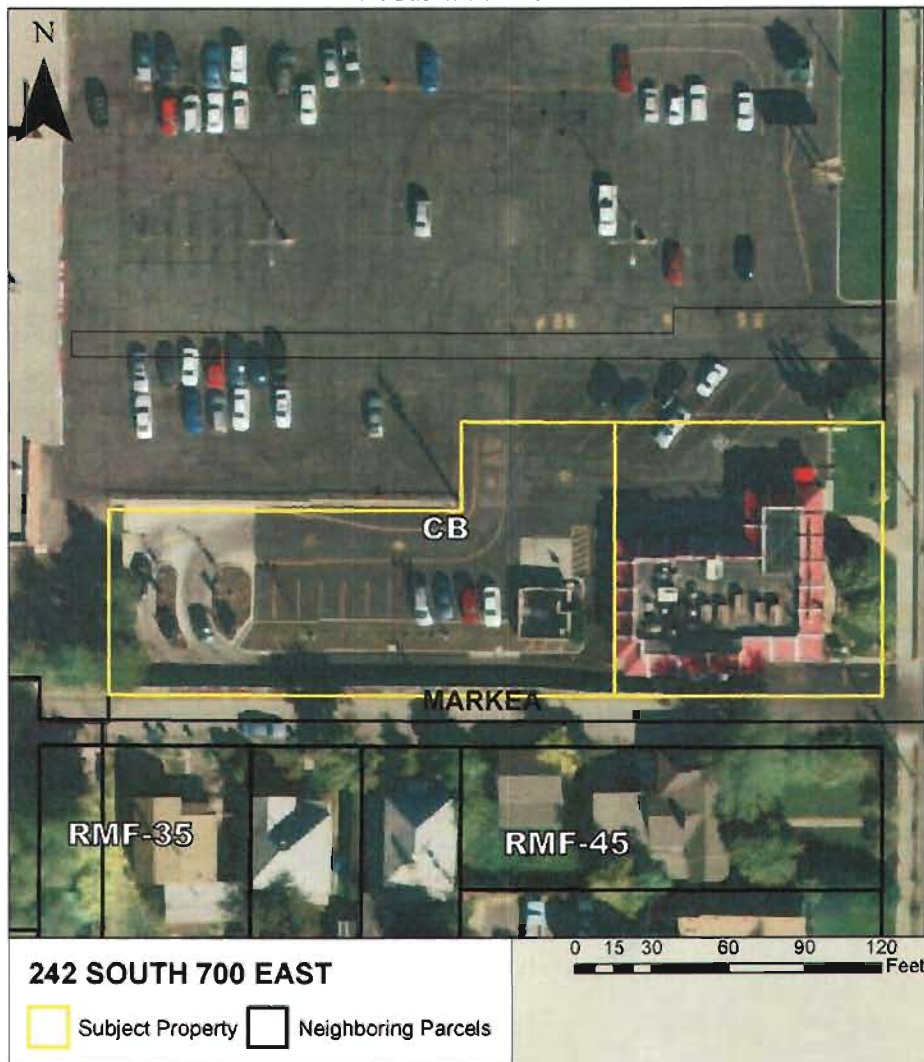 N
CB
MARKEA
RMF-35
RMF-45
0 15 30 60 90 120
Feet
242 SOUTH 700 EAST
Subject Property
Neighboring Parcels